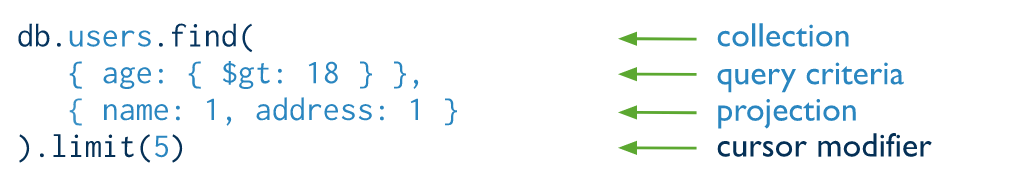 db.users.find( collection
{ age: { $gt: 18 } }, query criteria
{ name: 1, address: 1 } projection
).limit(5) cursor modifier